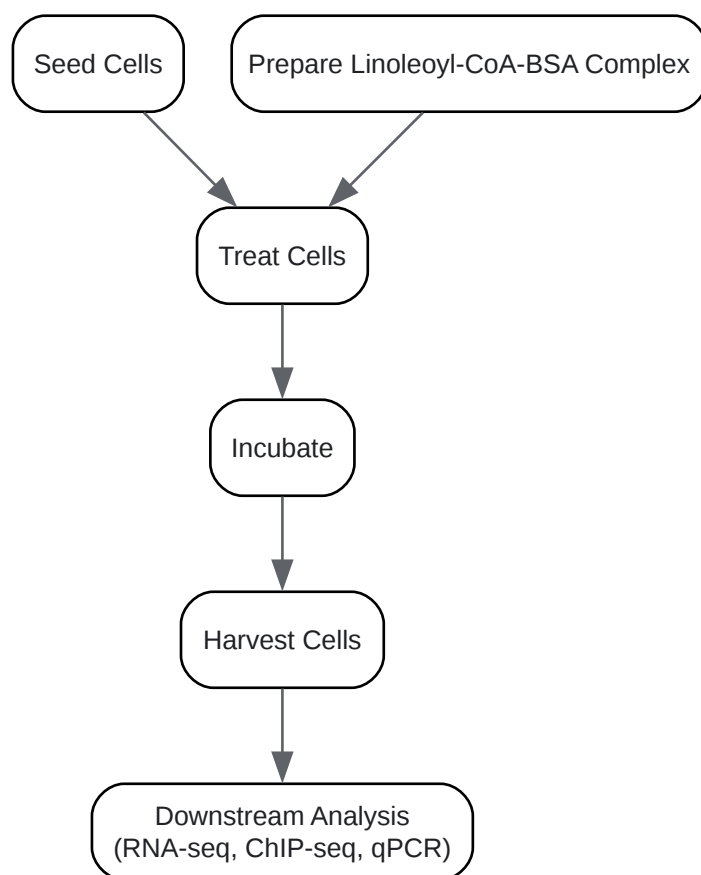 Seed Cells
Prepare Linoleoyl-CoA-BSA Complex
Treat Cells
Incubate
Harvest Cells
Downstream Analysis
(RNA-seq, ChIP-seq, qPCR)